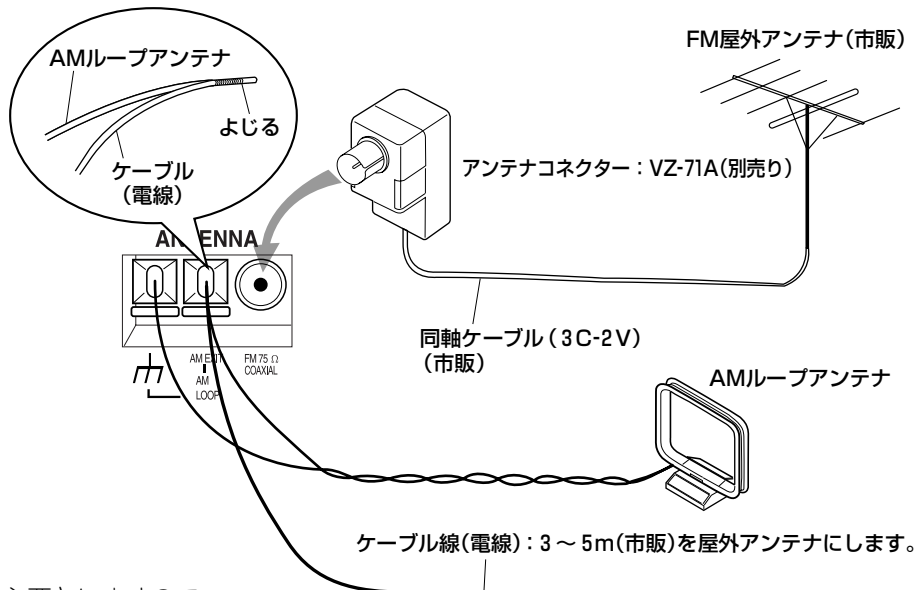 AMループアンテナ
よじる
ケーブル
(電線)
FM屋外アンテナ(市販)
アンテナコネクター：VZ-71A(別売り)
ANTENNA
AM EXT
AM
LOOP
FM 75 Ω
COAXIAL
同軸ケーブル(3C-2V)
(市販)
AMループアンテナ
ケーブル線(電線)：3～5m(市販)を屋外アンテナにします。